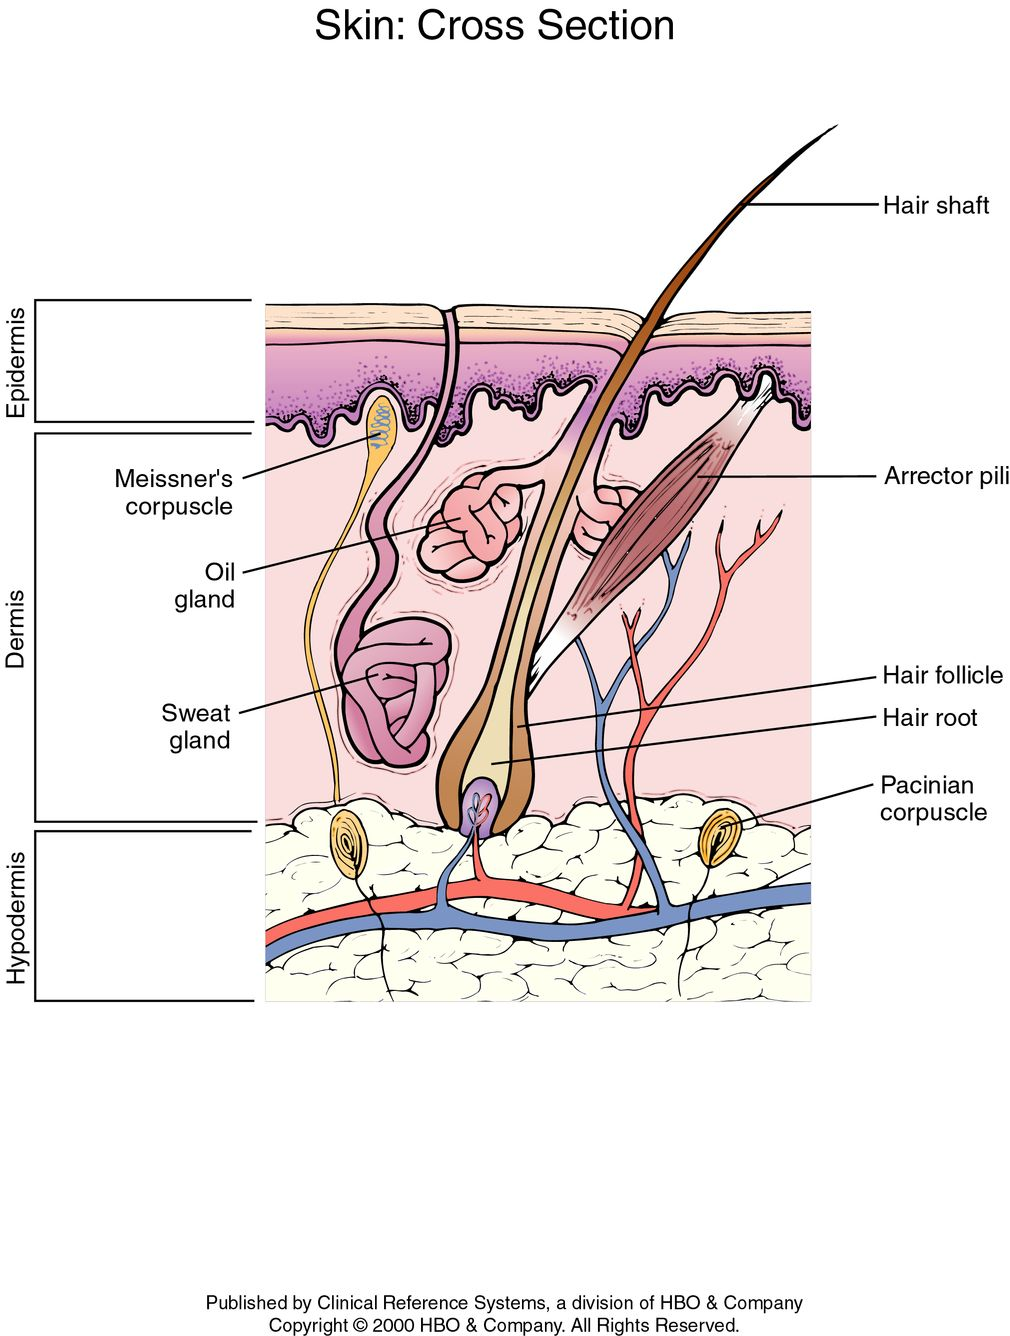 Skin: Cross Section
Hair shaft
Epidermis
Meissner's
corpuscle
Arrector pili
Oil
gland
Dermis
Hair follicle
Sweat
gland
Hair root
Pacinian
corpuscle
Hypodermis
Published by Clinical Reference Systems, a division of HBO & Company
Copyright © 2000 HBO & Company. All Rights Reserved.